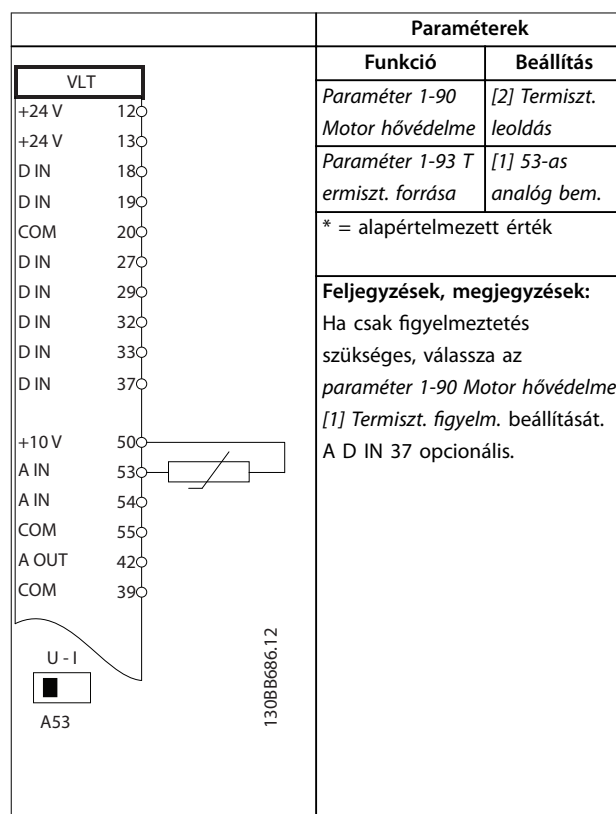 VLT
+24 V 12
+24 V 13
D IN 18
D IN 19
COM 20
D IN 27
D IN 29
D IN 32
D IN 33
D IN 37
+10 V 50
A IN 53
A IN 54
COM 55
A OUT 42
COM 39
U - I
A53
130BB686.12
Paraméterek
Funkció Beállítás
Paraméter 1-90 [2] Termiszt.
Motor hővédelme leoldás
Paraméter 1-93 T [1] 53-as
ermiszt. forrása analóg bem.
* = alapértelmezett érték
Feljegyzések, megjegyzések:
Ha csak figyelmeztetés
szükséges, válassza az
paraméter 1-90 Motor hővédelme
[1] Termiszt. figyelm. beállítását.
A D IN 37 opcionális.